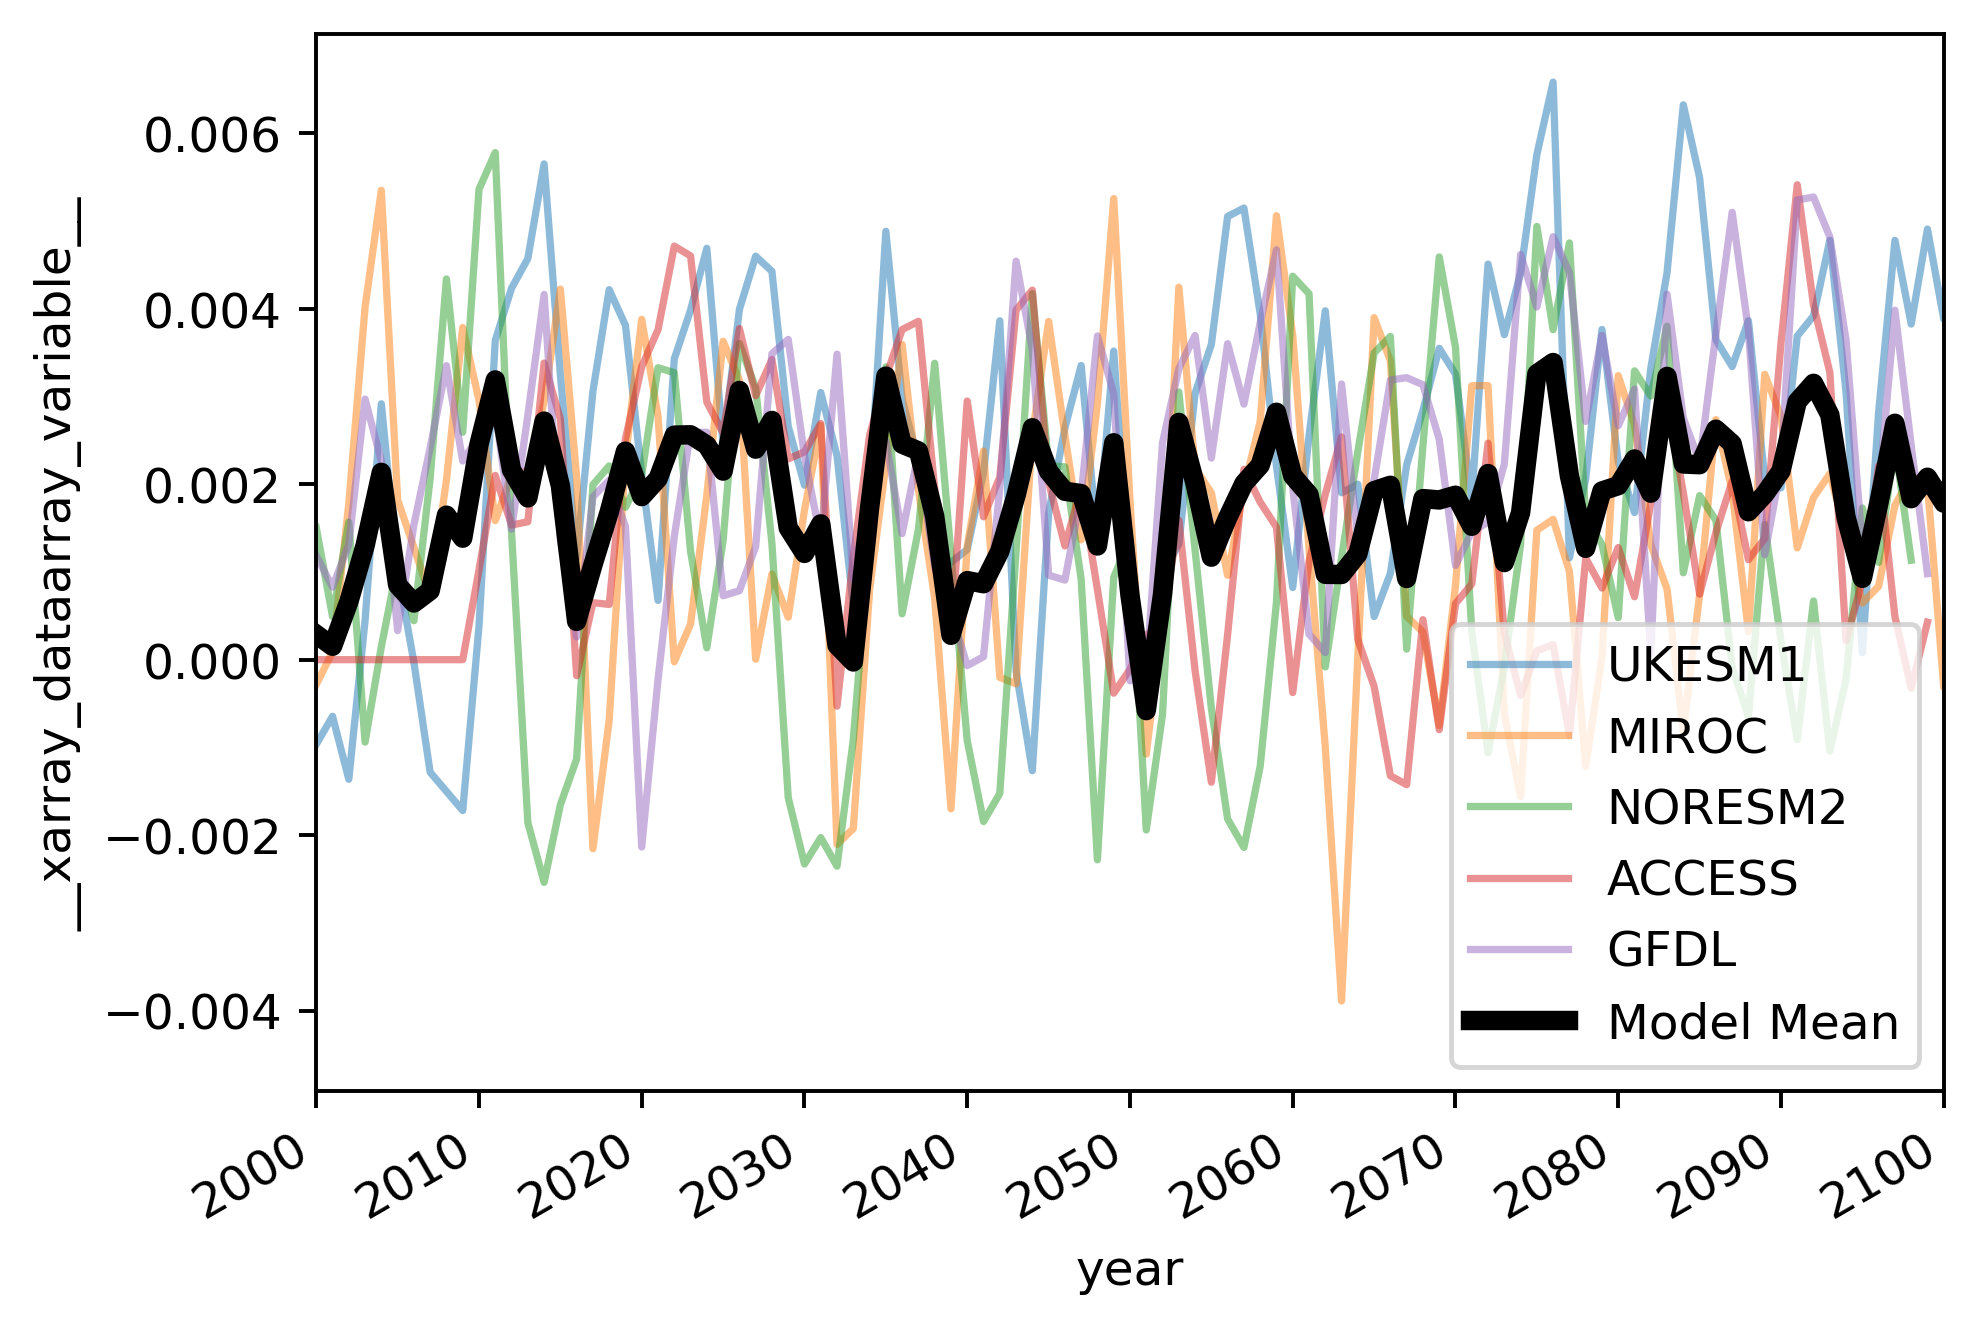 __xarray_dataarray_variable__
0.006
0.004
0.002
0.000
−0.002
−0.004
UKESM1
MIROC
NORESM2
ACCESS
GFDL
Model Mean
2000 2010 2020 2030 2040 2050 2060 2070 2080 2090 2100
year